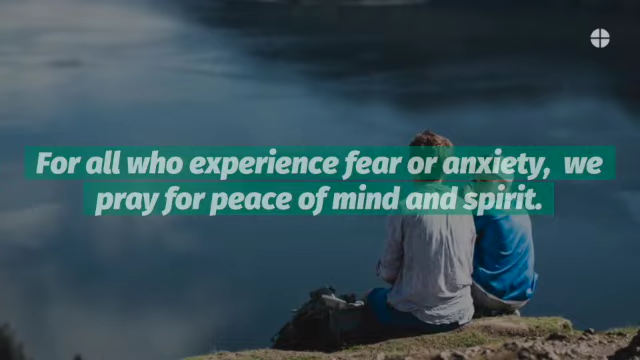 For all who experience fear or anxiety,  we
pray for peace of mind and spirit.